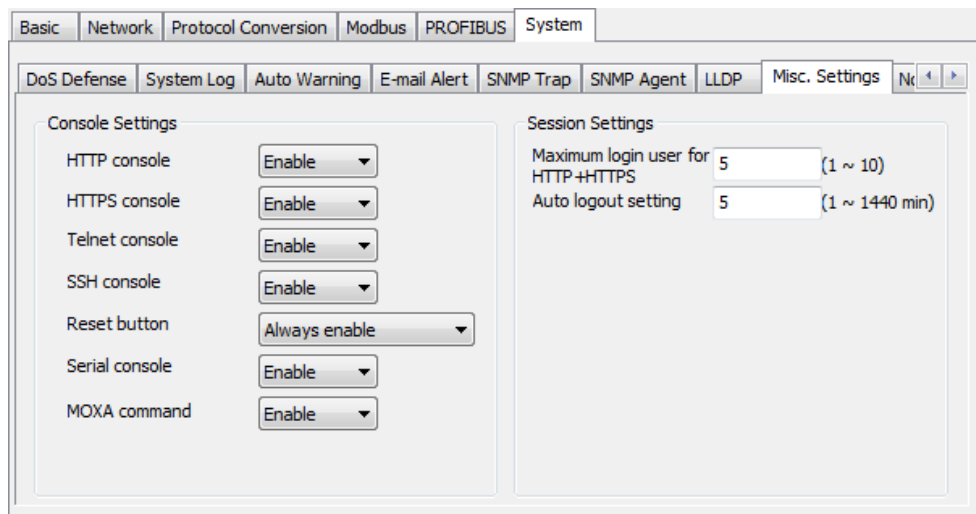 Basic Network Protocol Conversion Modbus PROFIBUS System
DoS Defense System Log Auto Warning E-mail Alert SNMP Trap SNMP Agent LLDP Misc. Settings
Console Settings
HTTP console Enable
HTTPS console Enable
Telnet console Enable
SSH console Enable
Reset button Always enable
Serial console Enable
MOXA command Enable
Session Settings
Maximum login user for
HTTP+HTTPS 5 (1 ~ 10)
Auto logout setting 5 (1 ~ 1440 min)